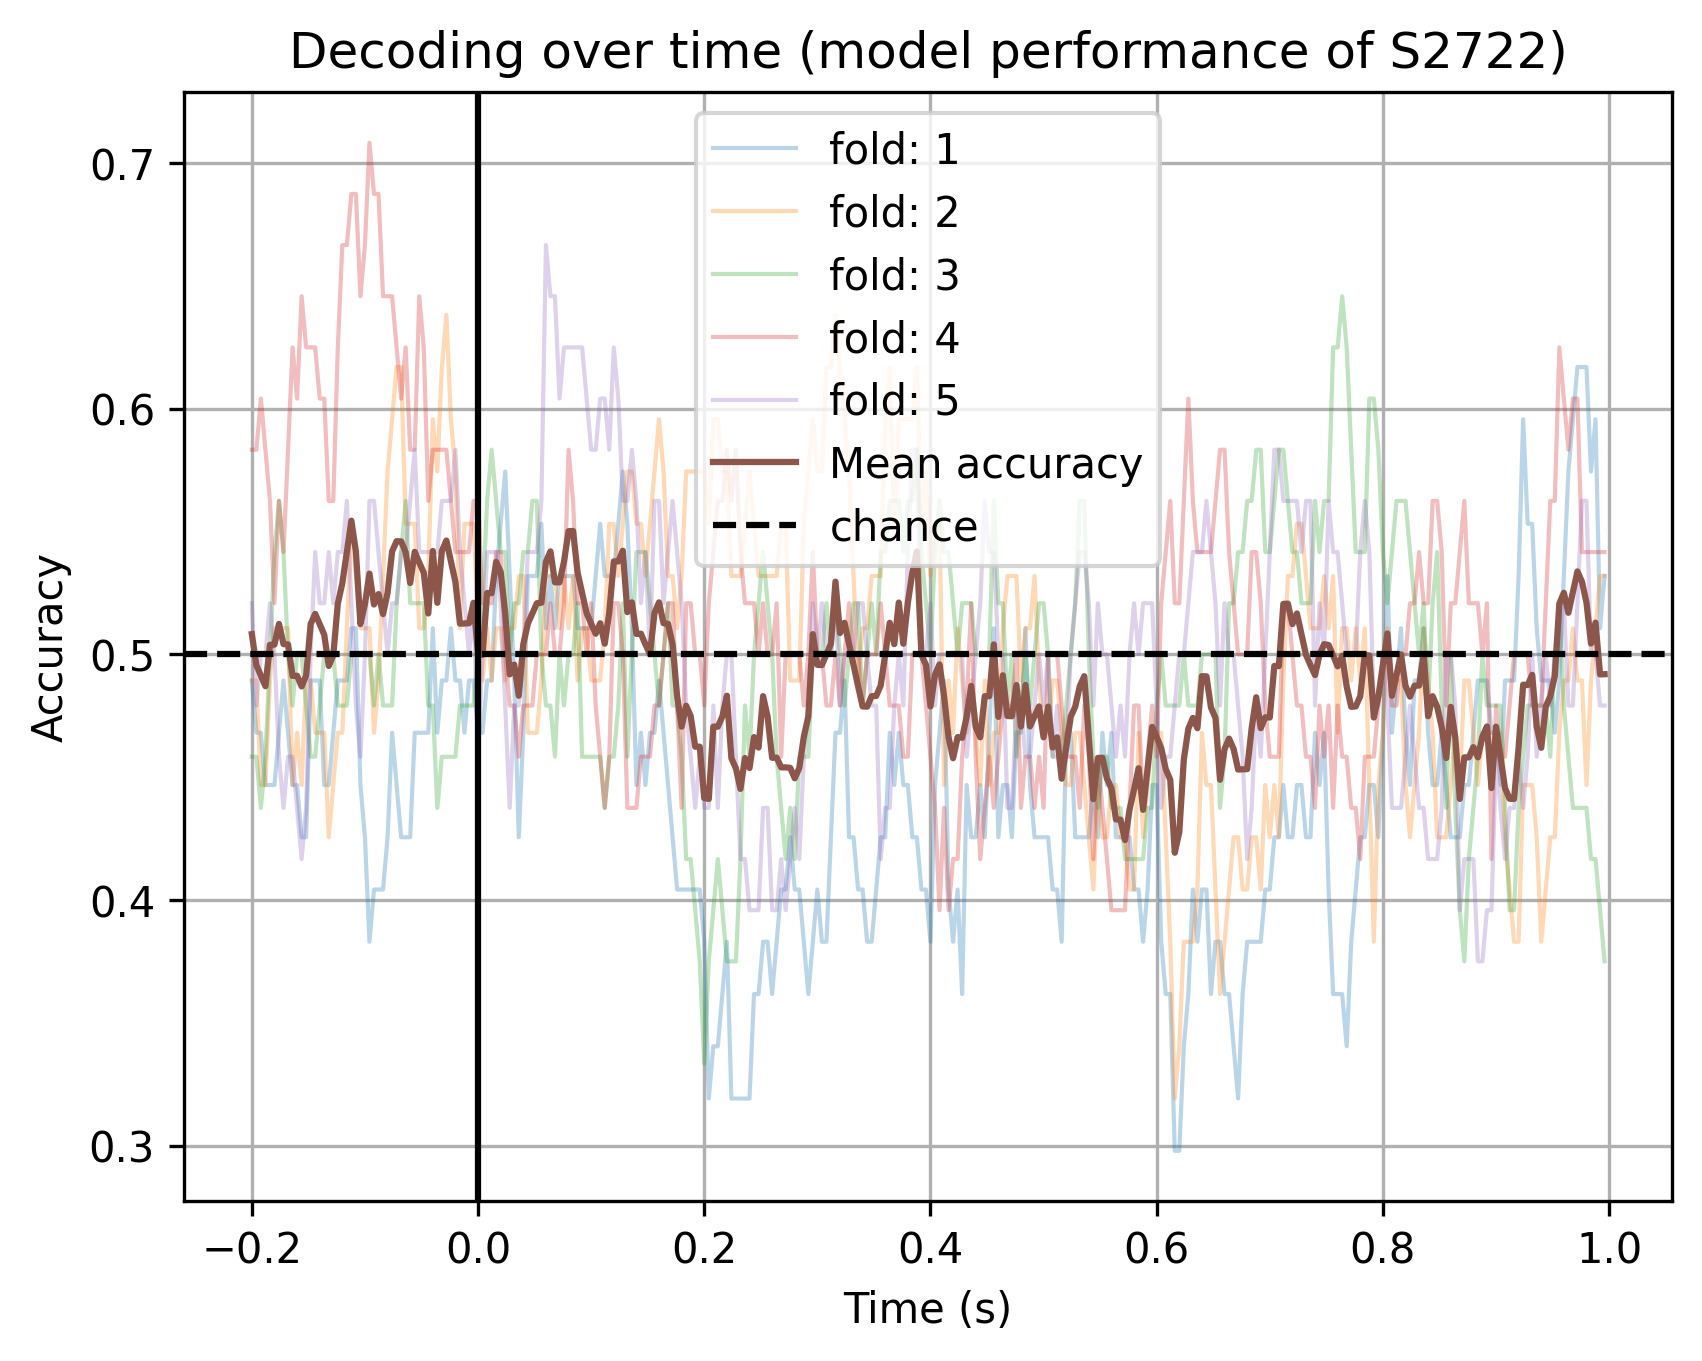 Decoding over time (model performance of S2722)
fold: 1
fold: 2
fold: 3
fold: 4
fold: 5
Mean accuracy
chance
0.7
0.6
0.5
0.4
0.3
Accuracy
−0.2 0.0 0.2 0.4 0.6 0.8 1.0
Time (s)